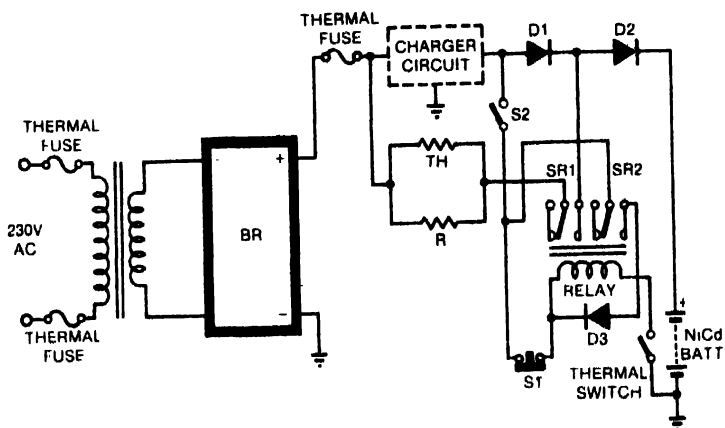 THERMAL
FUSE
CHARGER
CIRCUIT
D1
D2
S2
THERMAL
FUSE
+
TH
SR1
SR2
230V
AC
BR
R
RELAY
D3
+
NiCd
BATT
THERMAL
FUSE
−
S1
THERMAL
SWITCH